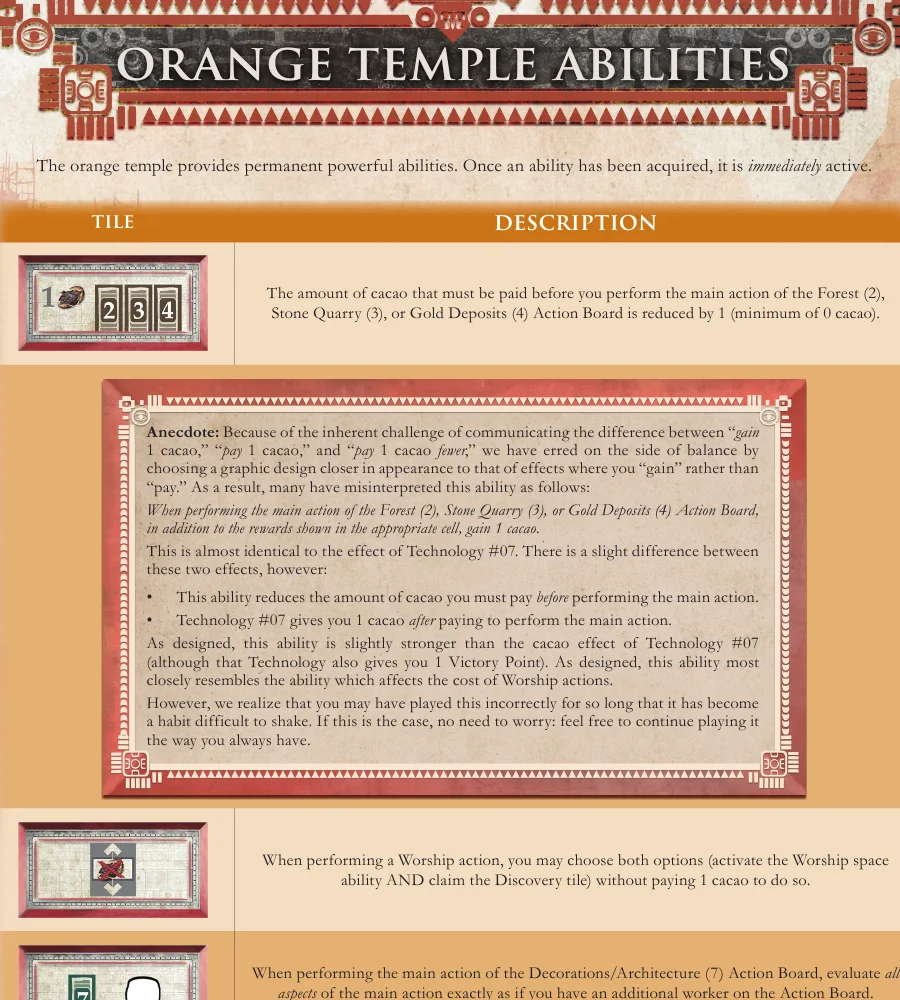 ORANGE TEMPLE ABILITIES
The orange temple provides permanent powerful abilities. Once an ability has been acquired, it is immediately active.
TILE
DESCRIPTION
1
2 3 4
The amount of cacao that must be paid before you perform the main action of the Forest (2),
Stone Quarry (3), or Gold Deposits (4) Action Board is reduced by 1 (minimum of 0 cacao).
Anecdote: Because of the inherent challenge of communicating the difference between “gain
1 cacao,” “pay 1 cacao,” and “pay 1 cacao fewer,” we have erred on the side of balance by
choosing a graphic design closer in appearance to that of effects where you “gain” rather than
“pay.” As a result, many have misinterpreted this ability as follows:
When performing the main action of the Forest (2), Stone Quarry (3), or Gold Deposits (4) Action Board,
in addition to the rewards shown in the appropriate cell, gain 1 cacao.
This is almost identical to the effect of Technology #07. There is a slight difference between
these two effects, however:
• This ability reduces the amount of cacao you must pay before performing the main action.
• Technology #07 gives you 1 cacao after paying to perform the main action.
As designed, this ability is slightly stronger than the cacao effect of Technology #07
(although that Technology also gives you 1 Victory Point). As designed, this ability most
closely resembles the ability which affects the cost of Worship actions.
However, we realize that you may have played this incorrectly for so long that it has become
a habit difficult to shake. If this is the case, no need to worry: feel free to continue playing it
the way you always have.
When performing a Worship action, you may choose both options (activate the Worship space
ability AND claim the Discovery tile) without paying 1 cacao to do so.
7
When performing the main action of the Decorations/Architecture (7) Action Board, evaluate all
aspects of the main action exactly as if you have an additional worker on the Action Board.